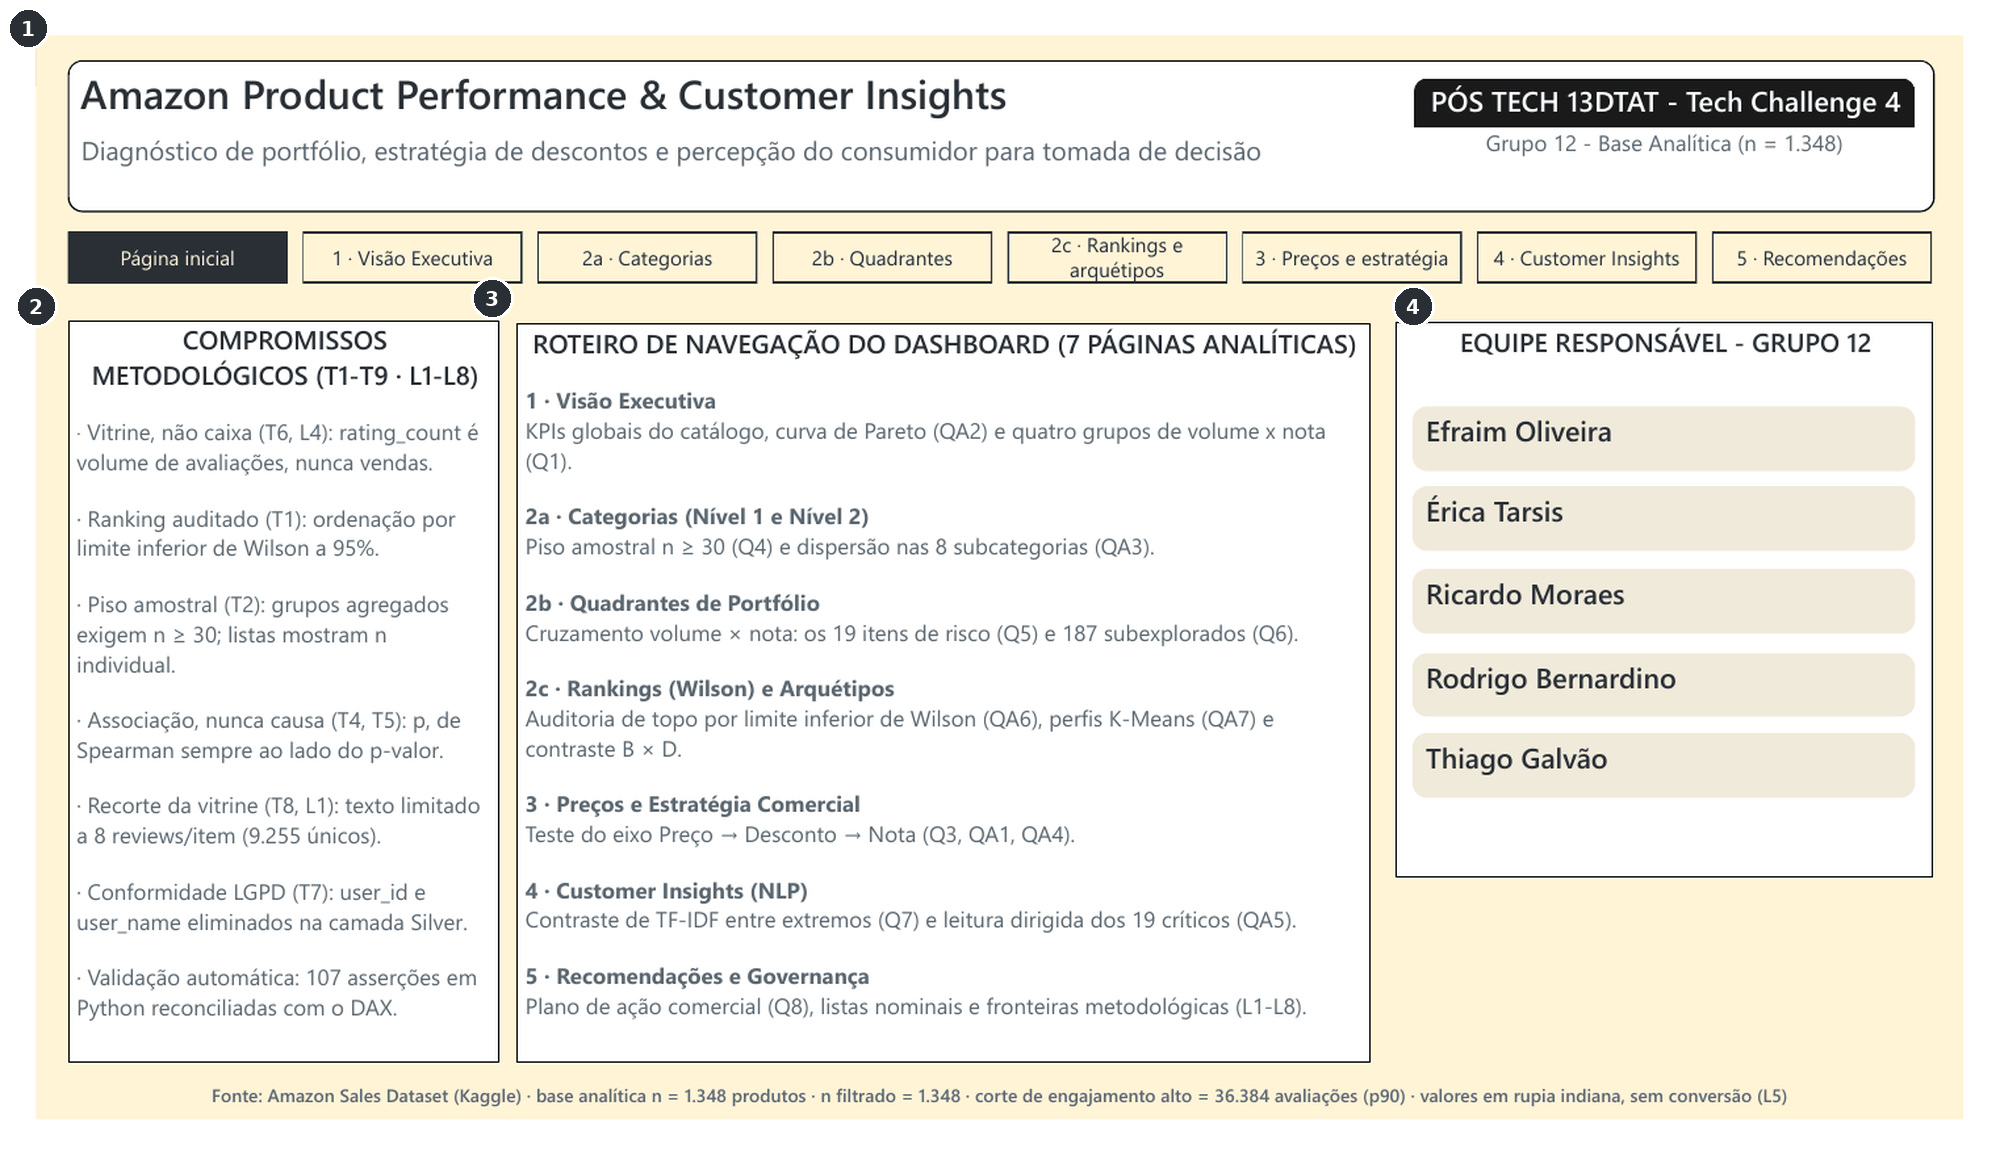 1
Amazon Product Performance & Customer Insights
Diagnóstico de portfólio, estratégia de descontos e percepção do consumidor para tomada de decisão
PÓS TECH 13DTAT - Tech Challenge 4
Grupo 12 - Base Analítica (n = 1.348)
Página inicial
1 · Visão Executiva
2a · Categorias
2b · Quadrantes
2c · Rankings e
arquétipos
3 · Preços e estratégia
4 · Customer Insights
5 · Recomendações
2
COMPROMISSOS
METODOLÓGICOS (T1-T9 · L1-L8)
· Vitrine, não caixa (T6, L4): rating_count é
volume de avaliações, nunca vendas.
· Ranking auditado (T1): ordenação por
limite inferior de Wilson a 95%.
· Piso amostral (T2): grupos agregados
exigem n ≥ 30; listas mostram n
individual.
· Associação, nunca causa (T4, T5): p, de
Spearman sempre ao lado do p-valor.
· Recorte da vitrine (T8, L1): texto limitado
a 8 reviews/item (9.255 únicos).
· Conformidade LGPD (T7): user_id e
user_name eliminados na camada Silver.
· Validação automática: 107 asserções em
Python reconciliadas com o DAX.
3
ROTEIRO DE NAVEGAÇÃO DO DASHBOARD (7 PÁGINAS ANALÍTICAS)
1 · Visão Executiva
KPIs globais do catálogo, curva de Pareto (QA2) e quatro grupos de volume x nota
(Q1).
2a · Categorias (Nível 1 e Nível 2)
Piso amostral n ≥ 30 (Q4) e dispersão nas 8 subcategorias (QA3).
2b · Quadrantes de Portfólio
Cruzamento volume × nota: os 19 itens de risco (Q5) e 187 subexplorados (Q6).
2c · Rankings (Wilson) e Arquétipos
Auditoria de topo por limite inferior de Wilson (QA6), perfis K-Means (QA7) e
contraste B × D.
3 · Preços e Estratégia Comercial
Teste do eixo Preço → Desconto → Nota (Q3, QA1, QA4).
4 · Customer Insights (NLP)
Contraste de TF-IDF entre extremos (Q7) e leitura dirigida dos 19 críticos (QA5).
5 · Recomendações e Governança
Plano de ação comercial (Q8), listas nominais e fronteiras metodológicas (L1-L8).
4
EQUIPE RESPONSÁVEL - GRUPO 12
Efraim Oliveira
Érica Tarsis
Ricardo Moraes
Rodrigo Bernardino
Thiago Galvão
Fonte: Amazon Sales Dataset (Kaggle) · base analítica n = 1.348 produtos · n filtrado = 1.348 · corte de engajamento alto = 36.384 avaliações (p90) · valores em rupia indiana, sem conversão (L5)